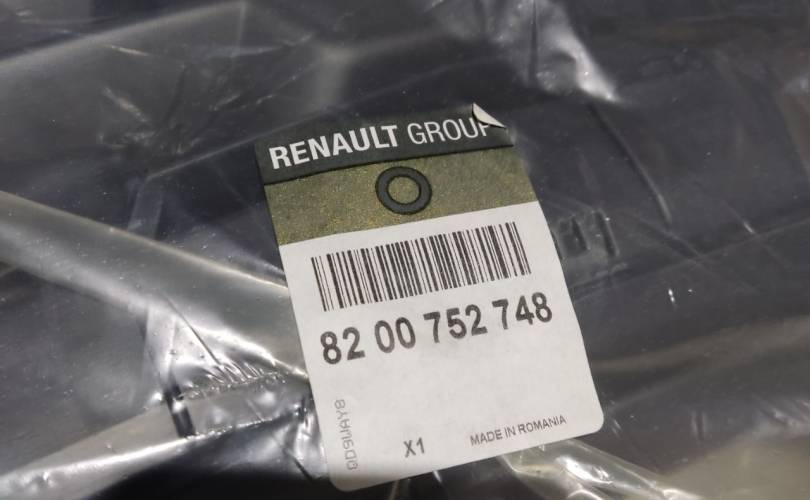 RENAULT GROUP
82 00 752 748
X1
MADE IN ROMANIA